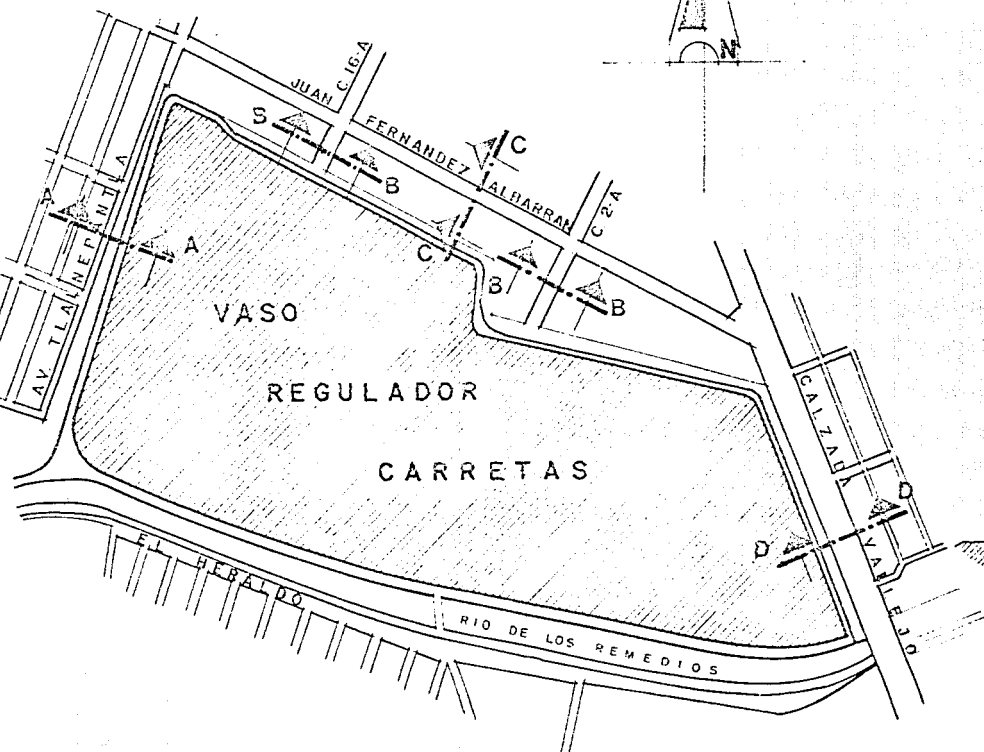 N
C. 16-A
JUAN FERNANDEZ ALBARRAN
B
B
C
C
C 2-A
B
B
A
A
AV. TLALNEPANTLA
VASO
REGULADOR
CARRETAS
CALZADA VALLEJO
D
D
EL HERALDO
RIO DE LOS REMEDIOS